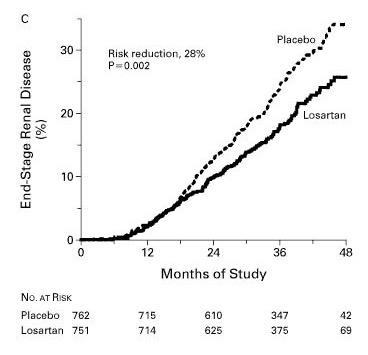 C
End-Stage Renal Disease
(%)
30
20
10
0
Risk reduction, 28%
P=0.002
Placebo
Losartan
0 12 24 36 48
Months of Study
NO. AT RISK
Placebo 762 715 610 347 42
Losartan 751 714 625 375 69